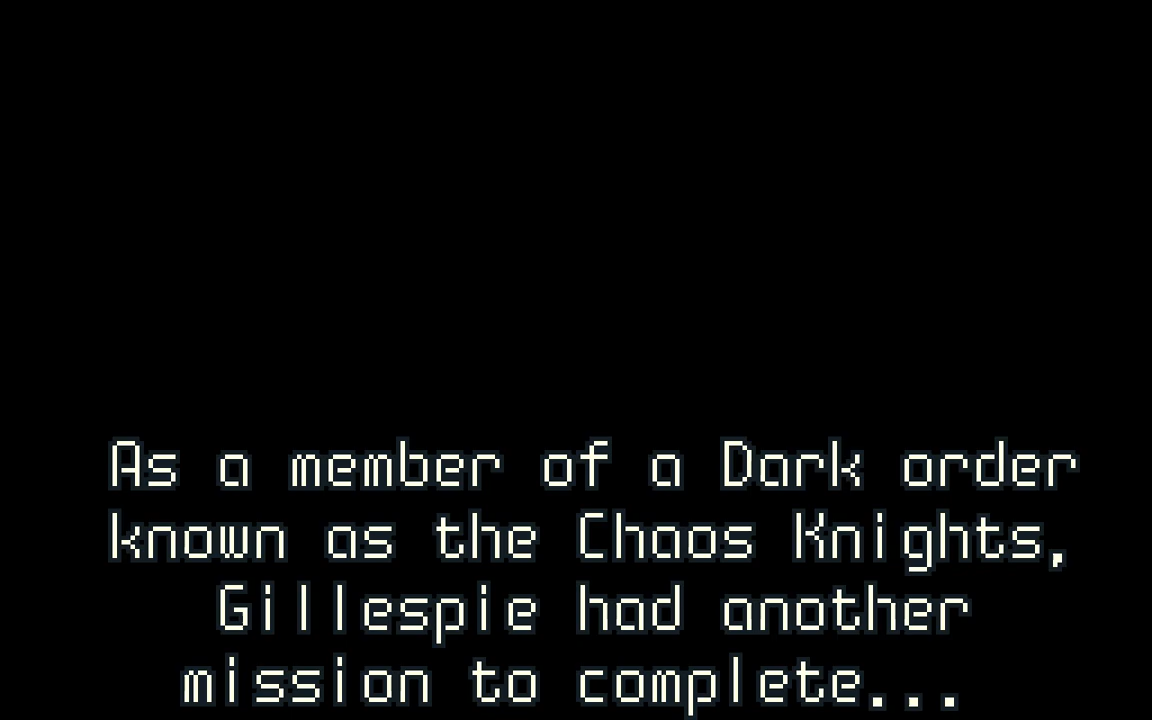 As a member of a Dark order
known as the Chaos Knights,
Gillespie had another
mission to complete...